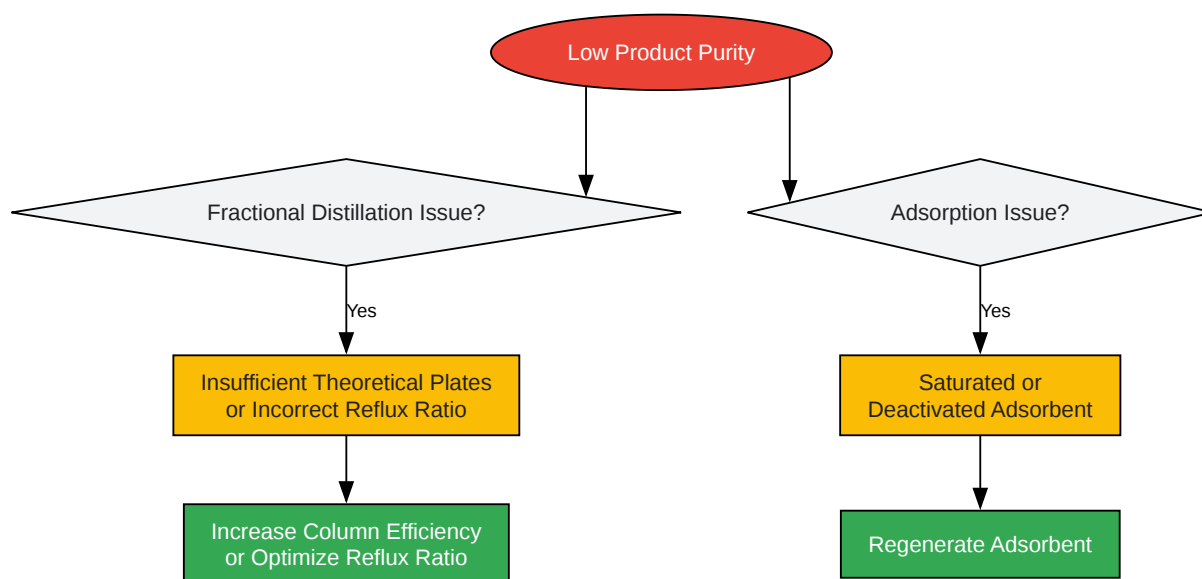 Low Product Purity
Fractional Distillation Issue?
Adsorption Issue?
Yes
Yes
Insufficient Theoretical Plates
or Incorrect Reflux Ratio
Saturated or
Deactivated Adsorbent
Increase Column Efficiency
or Optimize Reflux Ratio
Regenerate Adsorbent